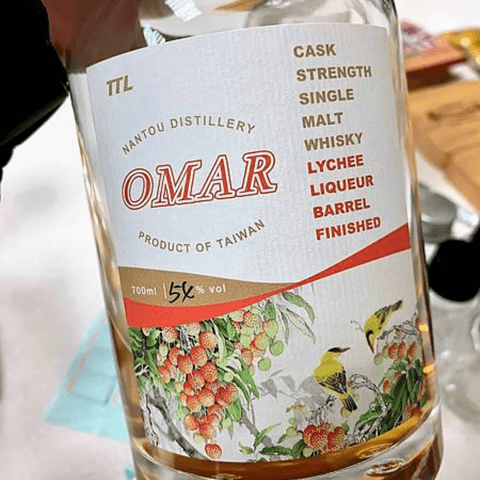 TTL
NANTOU DISTILLERY
OMAR
PRODUCT OF TAIWAN
700ml % vol
CASK
STRENGTH
SINGLE
MALT
WHISKY
LYCHEE
LIQUEUR
BARREL
FINISHED